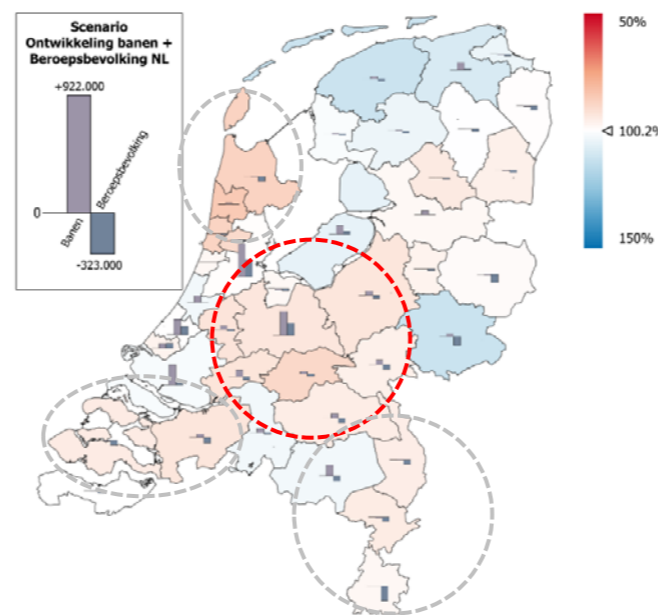 Scenario
Ontwikkeling banen +
Beroepsbevolking NL
+922.000
Beroepsbevolking
0
Banen
-323.000
50%
100.2%
150%